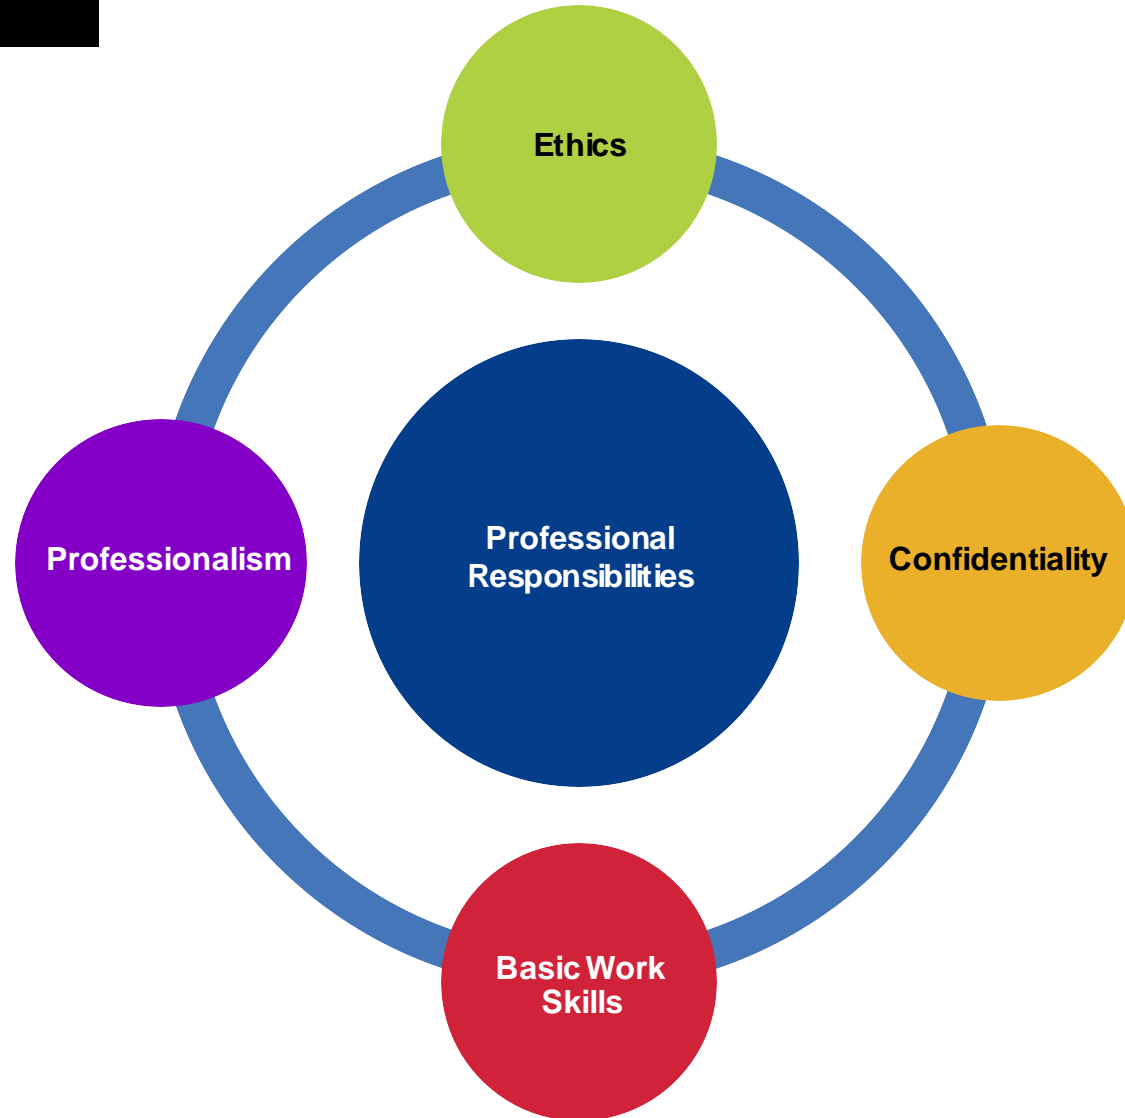 Ethics
Professionalism
Professional
Responsibilities
Confidentiality
Basic Work
Skills